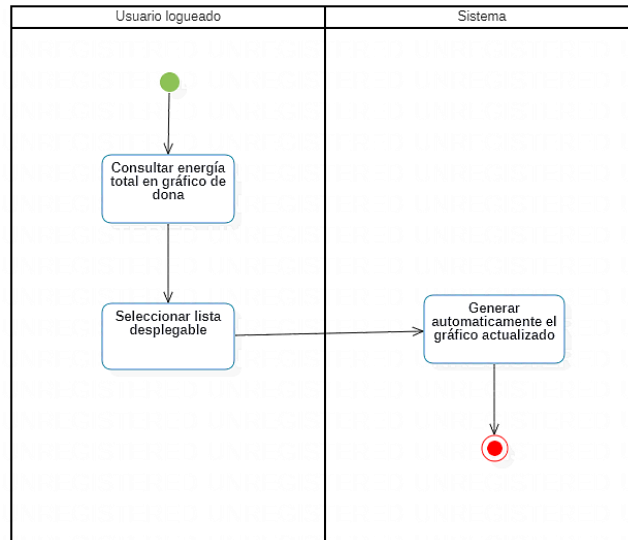 Usuario logueado
Sistema
Consultar energía
total en gráfico de
dona
Seleccionar lista
desplegable
Generar
automaticamente el
gráfico actualizado